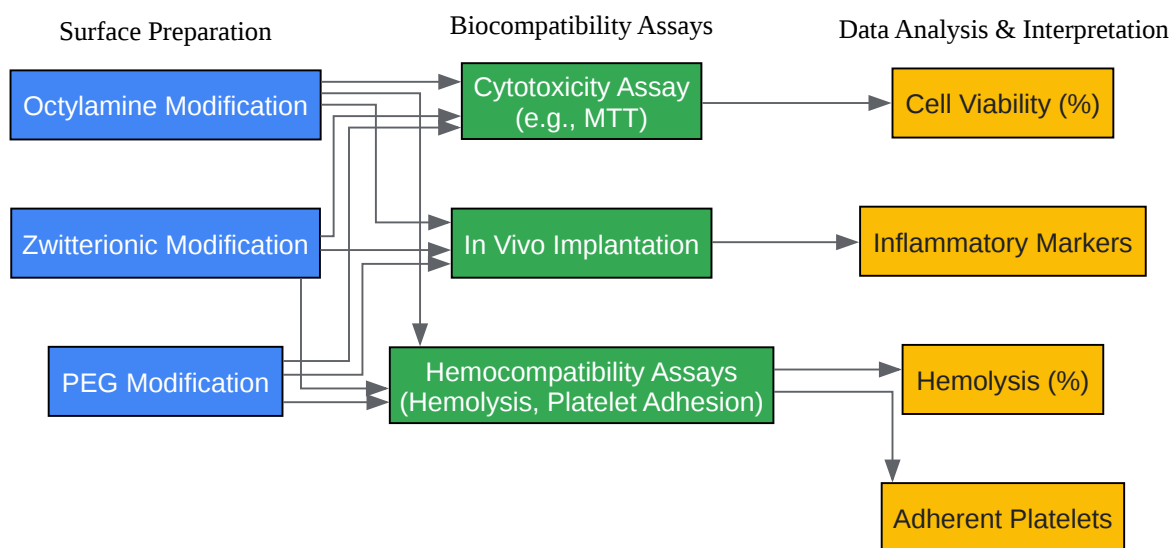 Surface Preparation
Biocompatibility Assays
Data Analysis & Interpretation
Octylamine Modification
Cytotoxicity Assay
(e.g., MTT)
Cell Viability (%)
Zwitterionic Modification
In Vivo Implantation
Inflammatory Markers
PEG Modification
Hemocompatibility Assays
(Hemolysis, Platelet Adhesion)
Hemolysis (%)
Adherent Platelets